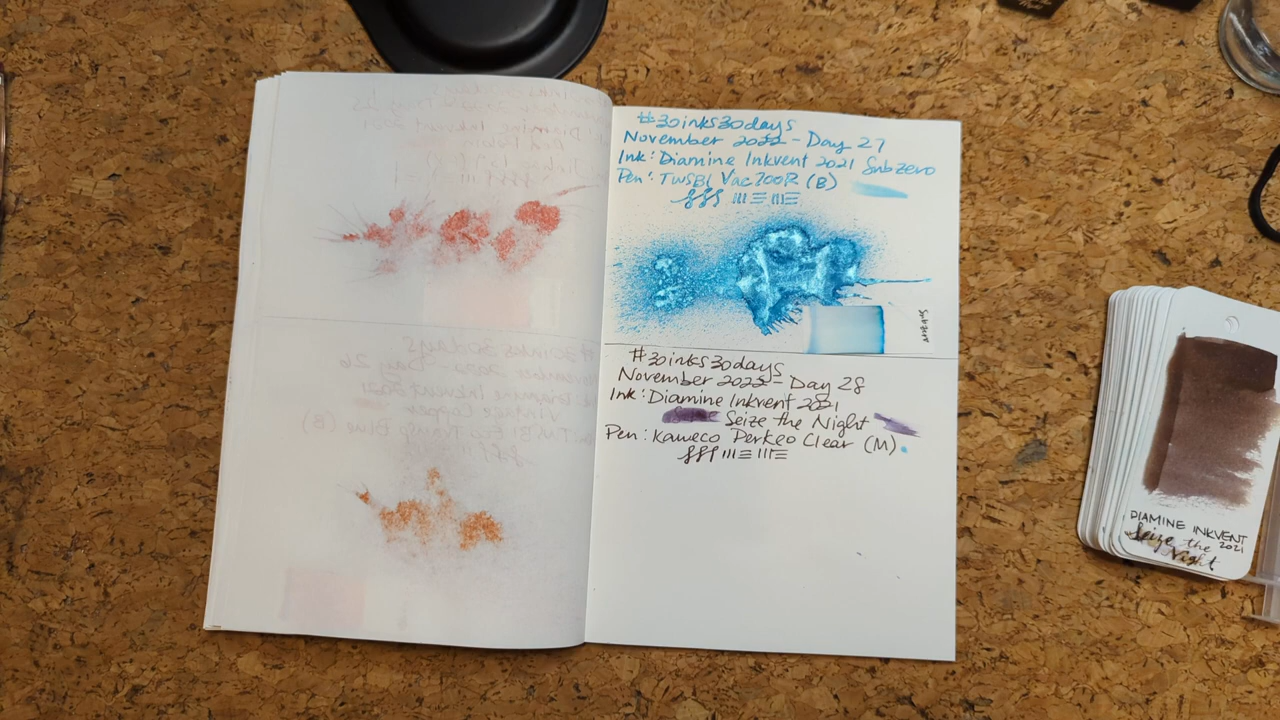 #30inks30days
November 2022 - Day 27
Ink: Diamine Inkvent 2021 Subzero
Pen: TWSBI Vac700R (B)
#30inks30days
November 2022 - Day 28
Ink: Diamine Inkvent 2021
Seize the Night
Pen: Kaweco Perkeo Clear (M)
DIAMINE INKVENT
2021
Seize the
Night